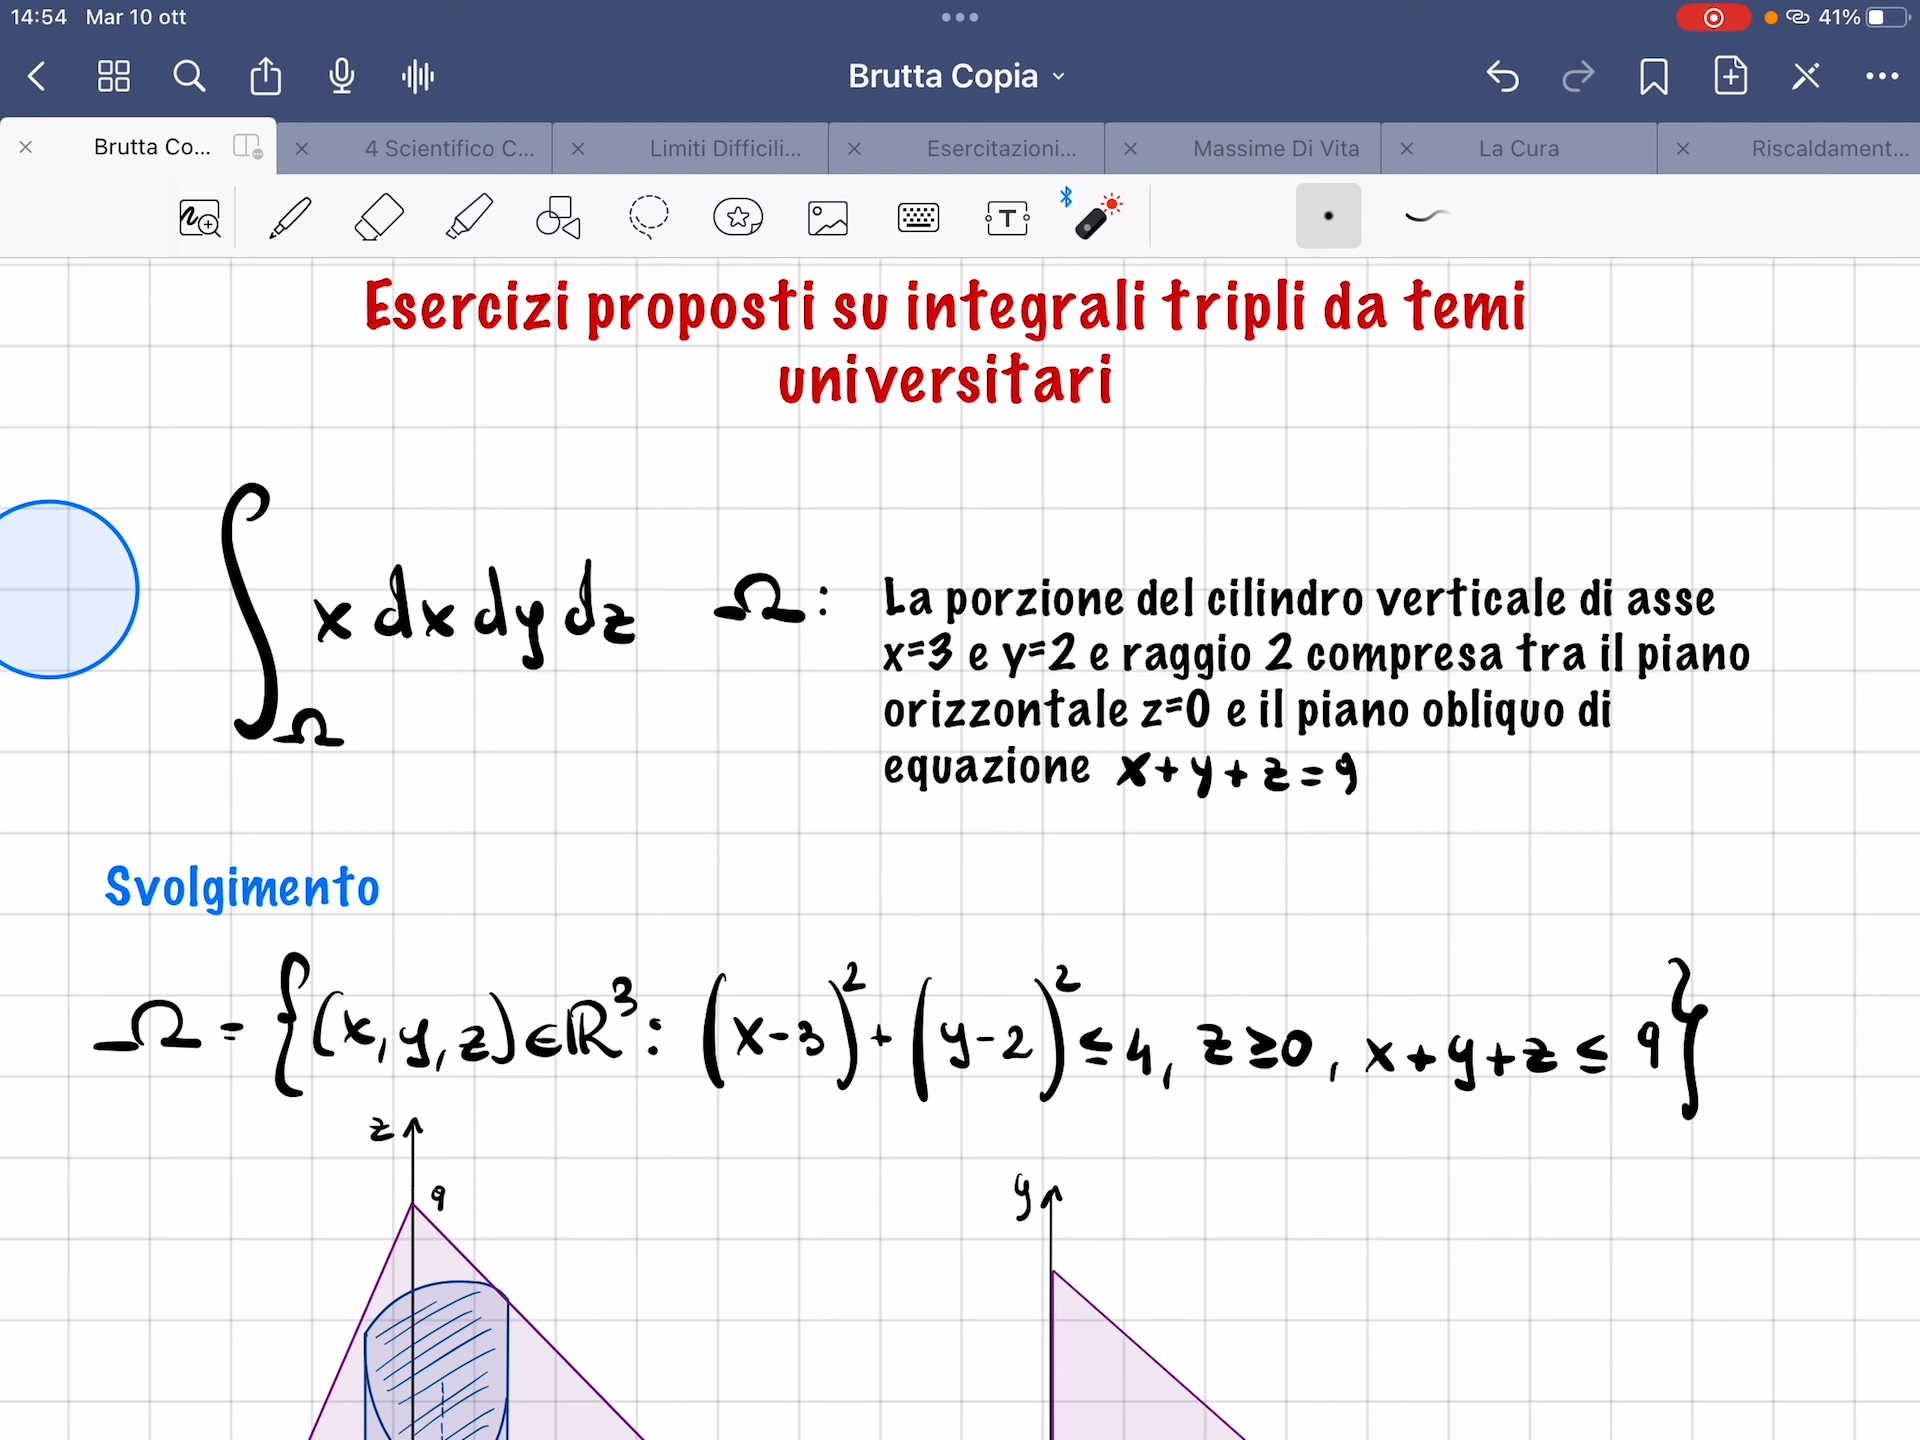 14:54 Mar 10 ott
41%
Brutta Copia
Brutta Co...
4 Scientifico C...
Limiti Difficili...
Esercitazioni...
Massime Di Vita
La Cura
Riscaldament...
T
Esercizi proposti su integrali tripli da temi
universitari
∫_Ω x dx dy dz Ω:
La porzione del cilindro verticale di asse
x=3 e y=2 e raggio 2 compresa tra il piano
orizzontale z=0 e il piano obliquo di
equazione x+y+z=9
Svolgimento
Ω = {(x,y,z)∈ℝ³: (x-3)² + (y-2)² ≤ 4, z ≥ 0, x+y+z ≤ 9}
z
9
y